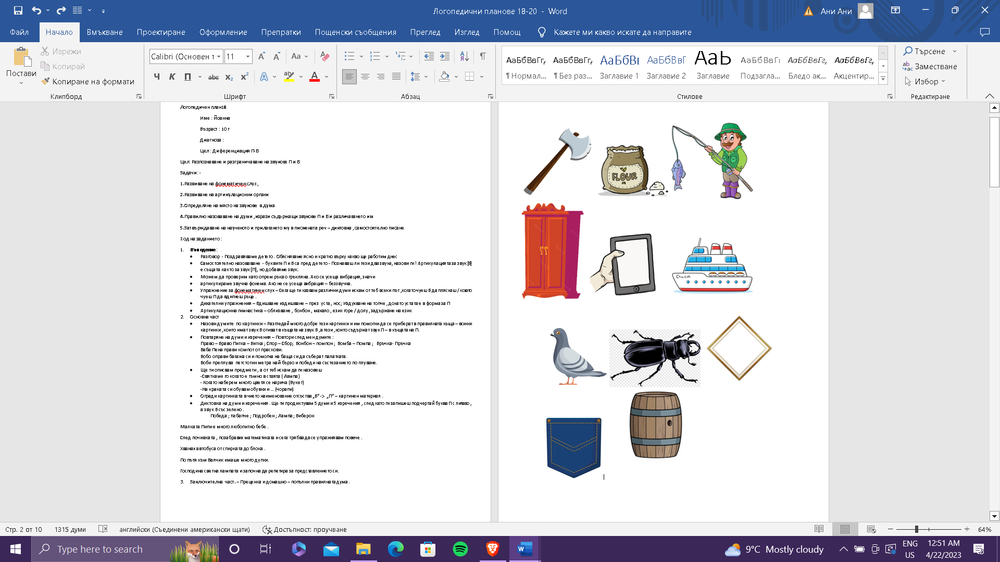 Логопедични планове 18-20 - Word
Ани Ани
Файл
Начало
Вмъкване
Проектиране
Оформление
Препратки
Пощенски съобщения
Преглед
Изглед
Помощ
Кажете ми какво искате да направите
Постави
Изрежи
Копирай
Копиране на формати
Клипборд
Calibri (Основен т
11
Шрифт
Абзац
АаБбВвГг,
¶ Нормал...
АаБбВвГг,
¶ Без раз...
АаБбВı
Заглавие 1
АаБбВвГ
Заглавие 2
АаЬ
Заглавие
АаБбВвГı
Подзагла...
АаБбВвГг,
Бледо ак...
АаБбВвГг,
Акцентир...
Стилове
Търсене
Заместване
Избор
Редактиране
Логопедичен план18
Име : Йоанна
Възраст : 10 г
Диагноза :
Цел : Диференциация П-Б
Цел: Разпознаване и разграничаване на звукове П и Б
Задачи: -
1.Развиване на фонематичен слух ,
2.Развиване на артикулационни органи
3.Определяне на място на звукове в дума
4.Правилно назоваване на думи , изрази съдържащи звукове П и Б и различаването им
5.Затвърждаване на наученото и прилагането му в писмената реч – диктовка , самостоятелно писане
Ход на заданието :
1. Въведение:
• Разговор - Поздравяваме детето . Обясняваме ясно и кратко върху какво ще работим днес
• Самостоятелно назоваване - буквите П и Б са пред детето - Познаваш ли тези два звука, назови ги ! Артикулацията за звук [Б]
е същата както за звук [П], но добавяме звук.
• Можем да проверим като опрем ръка о гръкляна. Ако се усеща вибрация, значи
• артикулираме звучна фонема. Ако не се усеща вибрация – беззвучна.
• Упражнение за фонематичен слух – Сега ще ти казвам различни думи искам от теб всеки път ,когато чуеш Б да пляскаш / когато
чуеш П да вдигнеш ръце .
• Дихателни упражнения – Вдишване издишване – през уста , нос; Издухване на топче , докато устата е в форма за П
• Артикулационна гимнастика – облизване , бонбон , махало , език горе / долу ,задържане на език
2. Основна част
• Назови думите по картинки – Разгледай много добре тези картинки и им помогни да се приберат в правилната къща – всички
картинки , които имат звук Б отиват в къщата на звук Б , а тези , които съдържат звук П – в къщата на П.
• Повтаряне на думи и изречения – Повтори след мен думите :
Право – Браво Питка – Битка ; Спор – Сбор; Бонбон – помпон ; Бомба – Помпа ; Бръчка- Пръчка
Баба Пена прави компот от праскови.
Бобо оправи багажа си и помогна на баща си да съберат палатката.
Боби преплува петстотин метра най-бързо и победи на състезанието по плуване.
• Ще ти описвам предмети , а от теб искам да ги назовеш
-Святкаме го когато е тъмно в стаята ( Лампа)
- Когато наберем много цветя се нарича (Букет)
-На краката си обувам обувки и ... (чорапи)
• Огради картинката в чието наименование отсъства „Б“ -> „П“ – картинен материал .
• Диктовка на думи и изречения . Ще ти продиктувам 5 думи и 5 изречения , след като ги запишеш подчертай буква П с лилаво ,
а звук Б със зелено .
Победа ; Кебапче ; Подробен ; Лампа; Биберон
Малката Пипи е много любопитно бебе .
След почивката , позабравих математиката и сега трябва да се упражнявам повече .
Хванах автобуса от спирката до блока .
По пътя към Балчик имаше много дупки.
Господина светна лампата и започна да репетира за представлението си.
3. Заключителна част. – Преценка и домашно – попълни правилната дума .
FLOUR
Cruise
Стр. 2 от 10
1315 думи
английски (Съединени американски щати)
Достъпност: проучване
64%
Type here to search
9°C Mostly cloudy
ENG
US
12:51 AM
4/22/2023